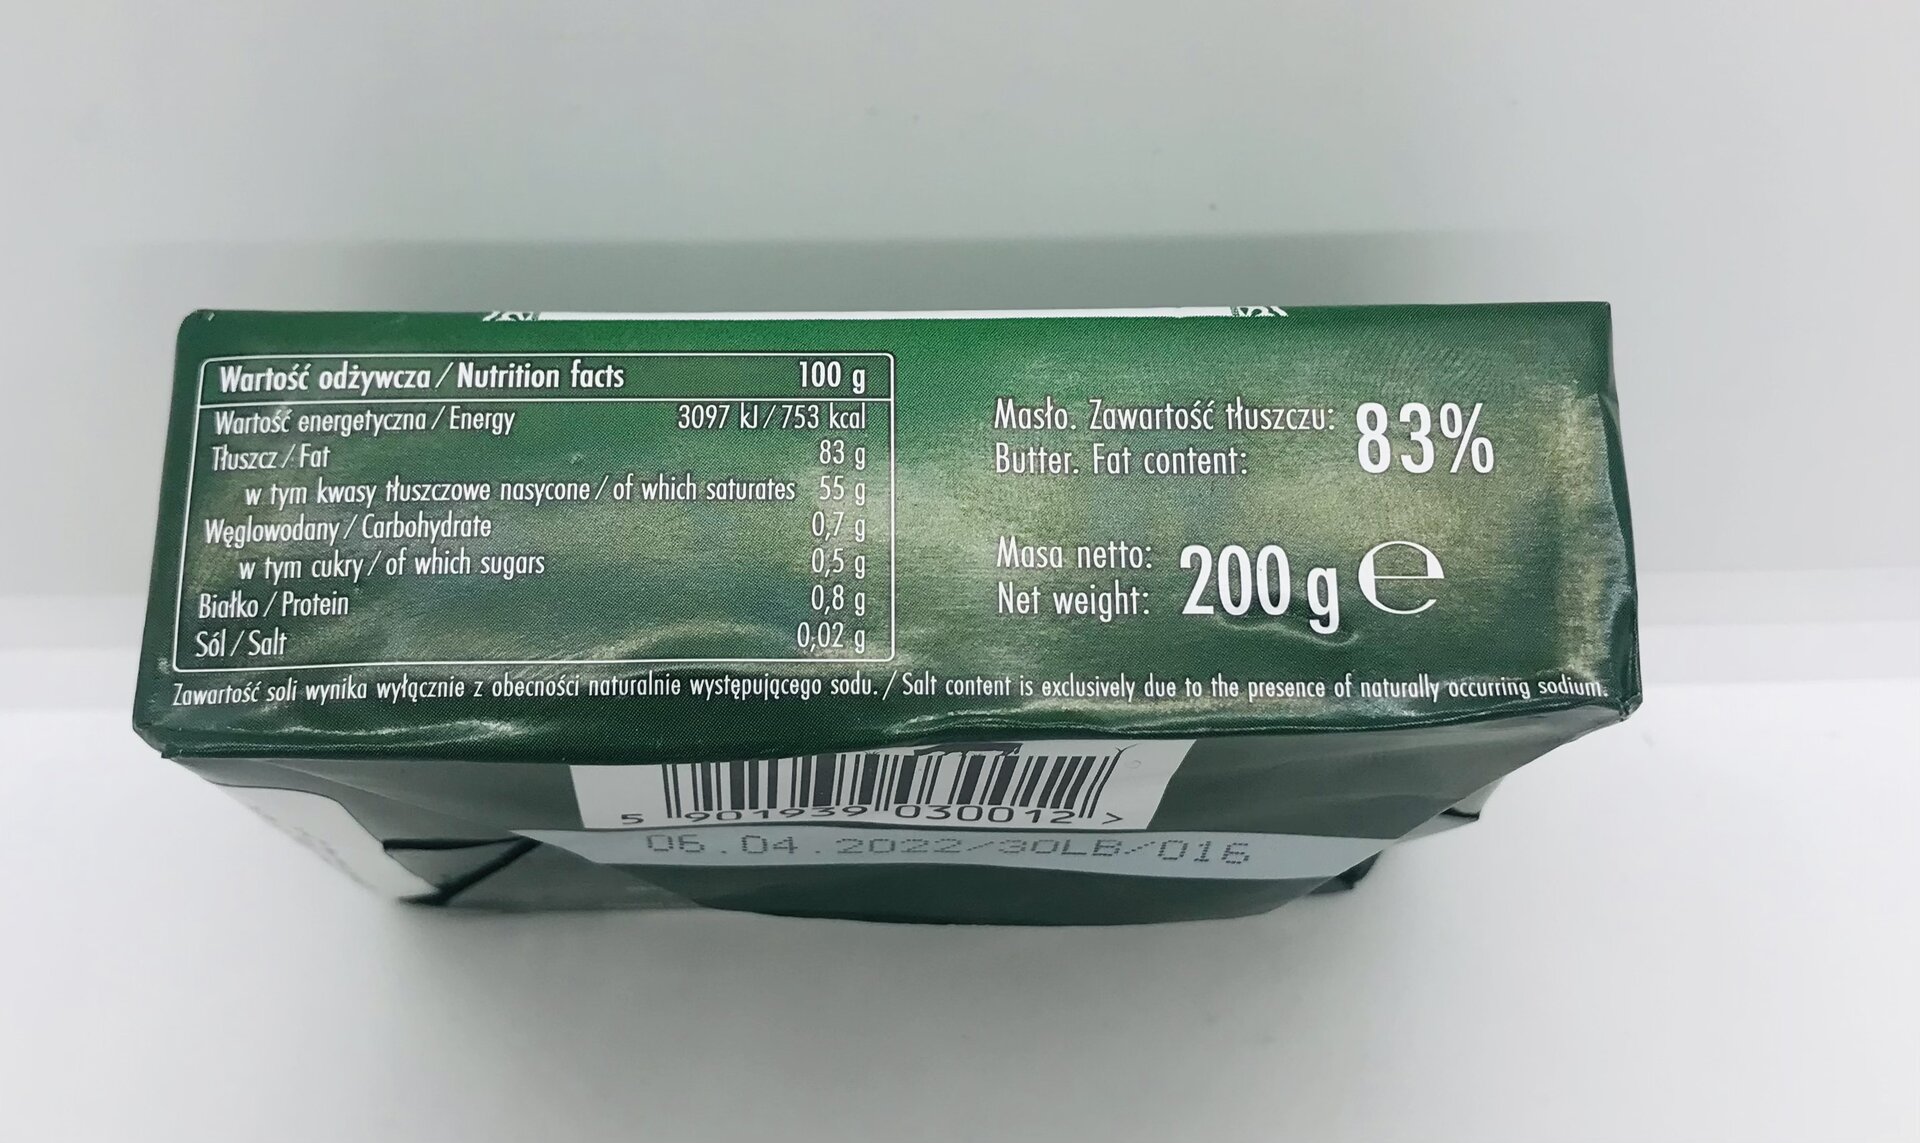 Wartość odżywcza / Nutrition facts 100 g
Wartość energetyczna / Energy 3097 kJ / 753 kcal
Tłuszcz / Fat 83 g
w tym kwasy tłuszczowe nasycone / of which saturates 55 g
Węglowodany / Carbohydrate 0,7 g
w tym cukry / of which sugars 0,5 g
Białko / Protein 0,8 g
Sól / Salt 0,02 g
Masło. Zawartość tłuszczu: 83%
Butter. Fat content:
Masa netto: 200 g ℮
Net weight:
Zawartość soli wynika wyłącznie z obecności naturalnie występującego sodu. / Salt content is exclusively due to the presence of naturally occurring sodium.
5 901939 030012 >
06.04.2022/30LB/016